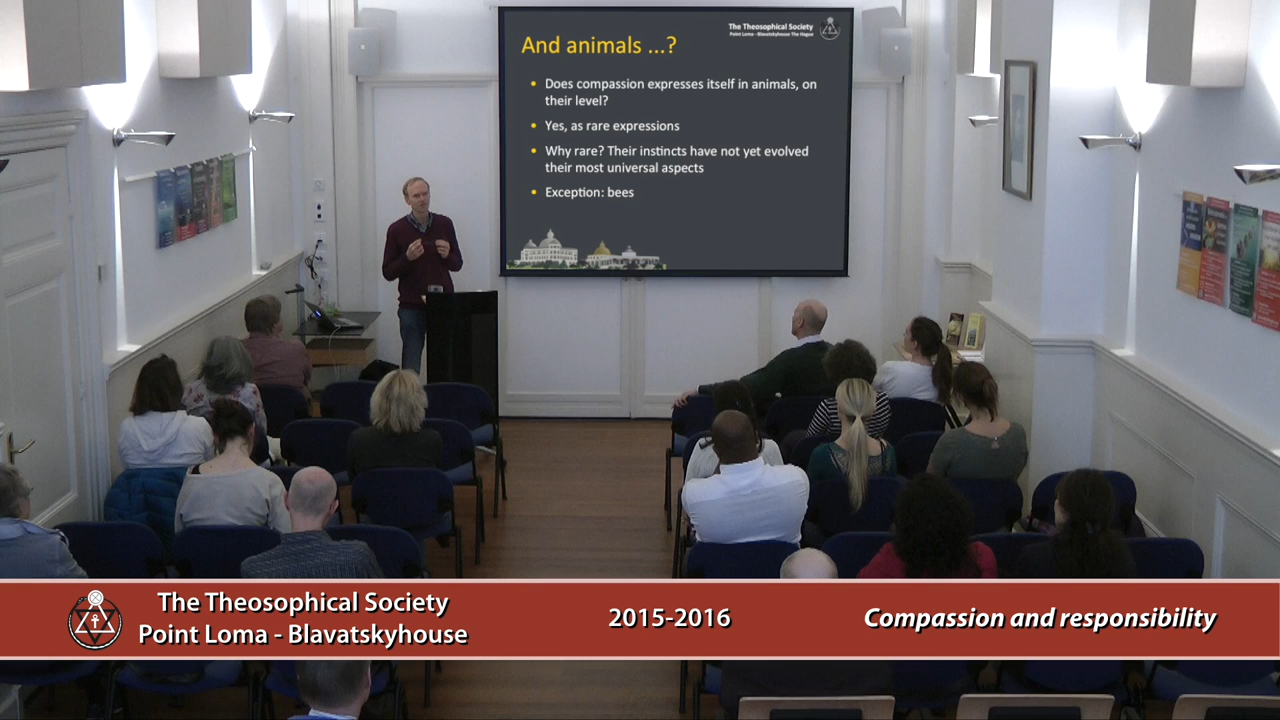 The Theosophical Society
Point Loma - Blavatskyhouse The Hague
And animals ...?
• Does compassion expresses itself in animals, on
their level?
• Yes, as rare expressions
• Why rare? Their instincts have not yet evolved
their most universal aspects
• Exception: bees
The Theosophical Society
Point Loma - Blavatskyhouse
2015-2016
Compassion and responsibility